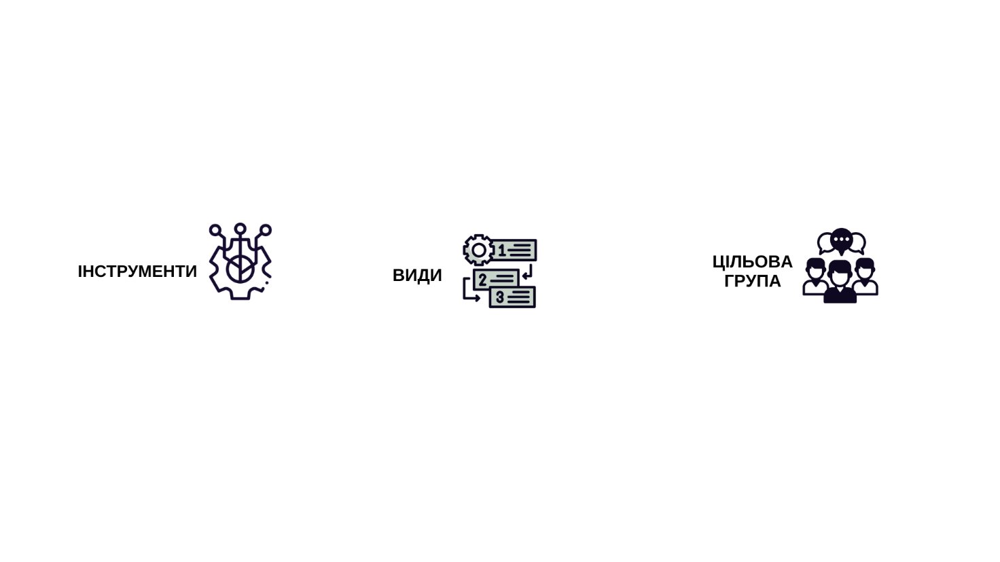 ІНСТРУМЕНТИ
ВИДИ
1
2
3
ЦІЛЬОВА
ГРУПА